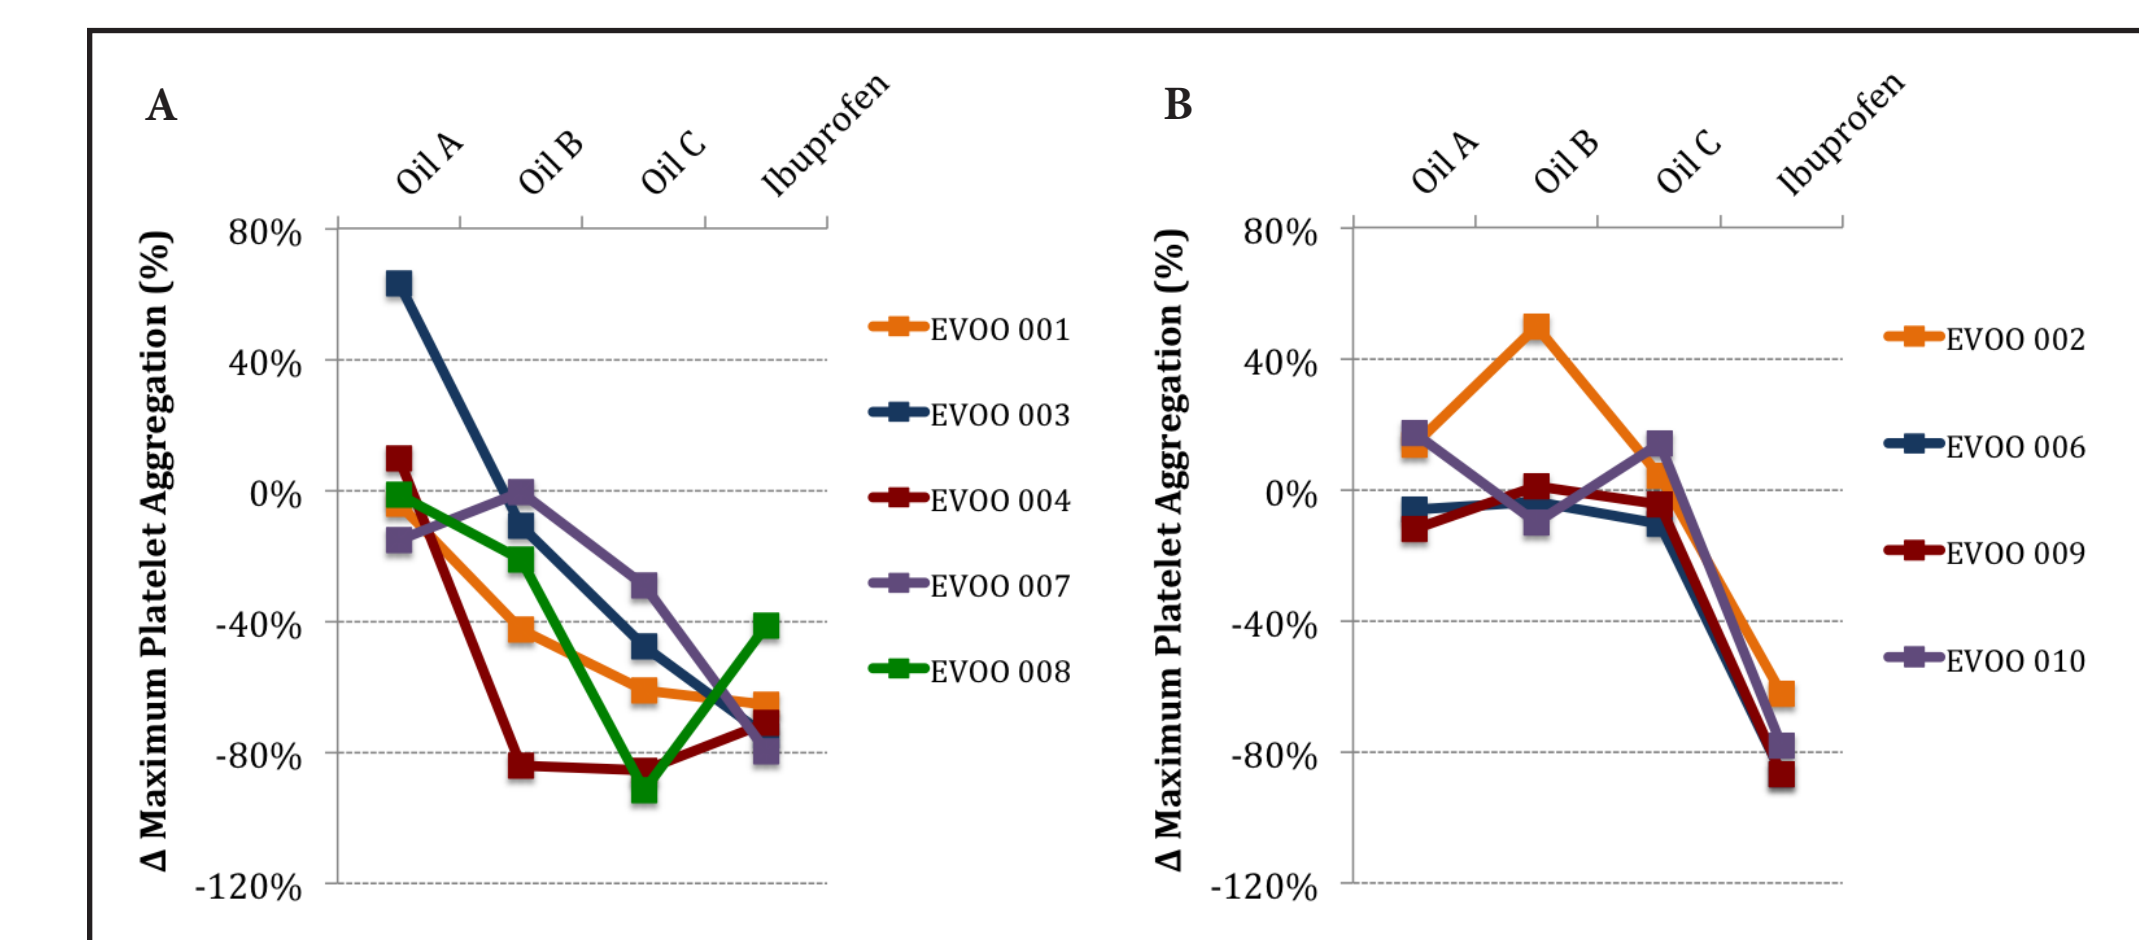 A
Oil A
Oil B
Oil C
Ibuprofen
Δ Maximum Platelet Aggregation (%)
80%
40%
0%
-40%
-80%
-120%
EVOO 001
EVOO 003
EVOO 004
EVOO 007
EVOO 008
B
Oil A
Oil B
Oil C
Ibuprofen
Δ Maximum Platelet Aggregation (%)
80%
40%
0%
-40%
-80%
-120%
EVOO 002
EVOO 006
EVOO 009
EVOO 010